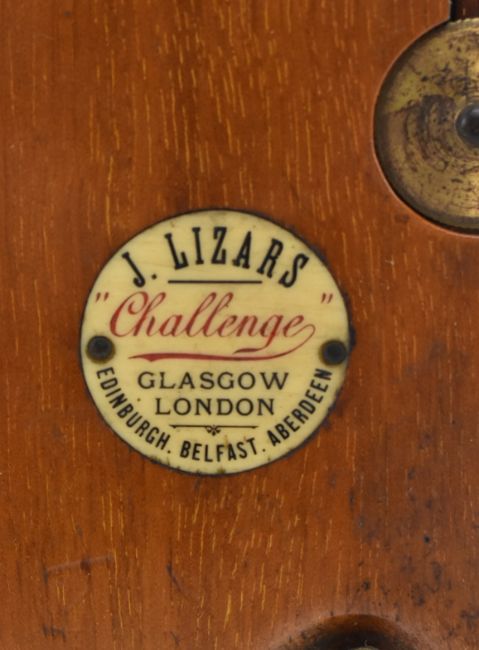 J. LIZARS
"Challenge"
GLASGOW
LONDON
EDINBURGH. BELFAST. ABERDEEN